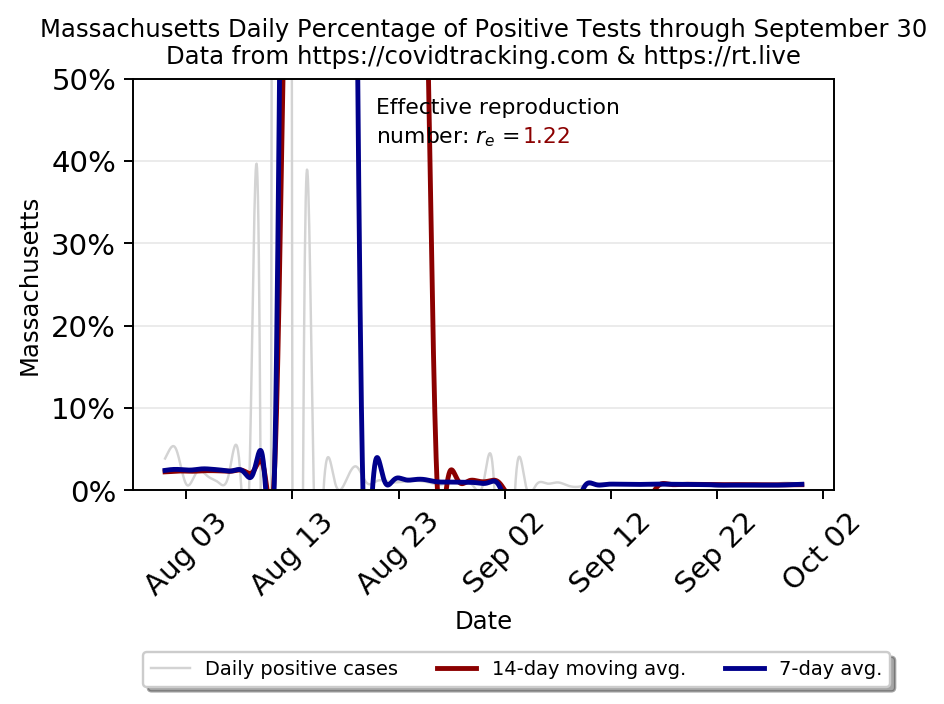 Massachusetts Daily Percentage of Positive Tests through September 30
Data from https://covidtracking.com & https://rt.live
50%
Effective reproduction
number: rₑ =1.22
40%
30%
20%
10%
0%
Massachusetts
Aug 03
Aug 13
Aug 23
Sep 02
Sep 12
Sep 22
Oct 02
Date
Daily positive cases
14-day moving avg.
7-day avg.